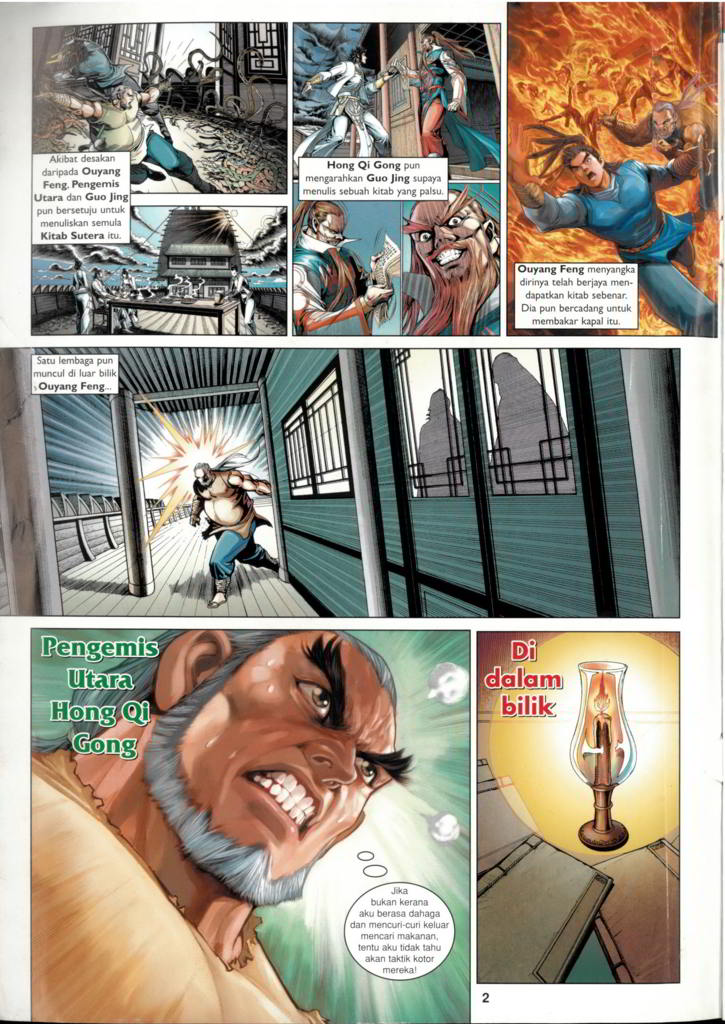 Akibat desakan
daripada Ouyang
Feng, Pengemis
Utara dan Guo Jing
pun bersetuju untuk
menuliskan semula
Kitab Sutera itu.
Hong Qi Gong pun
mengarahkan Guo Jing supaya
menulis sebuah kitab yang palsu.
Ouyang Feng menyangka
dirinya telah berjaya men-
dapatkan kitab sebenar.
Dia pun bercadang untuk
membakar kapal itu.
Satu lembaga pun
muncul di luar bilik
Ouyang Feng...
Pengemis
Utara
Hong Qi
Gong
Jika
bukan kerana
aku berasa dahaga
dan mencuri-curi keluar
mencari makanan,
tentu aku tidak tahu
akan taktik kotor
mereka!
Di
dalam
bilik
2